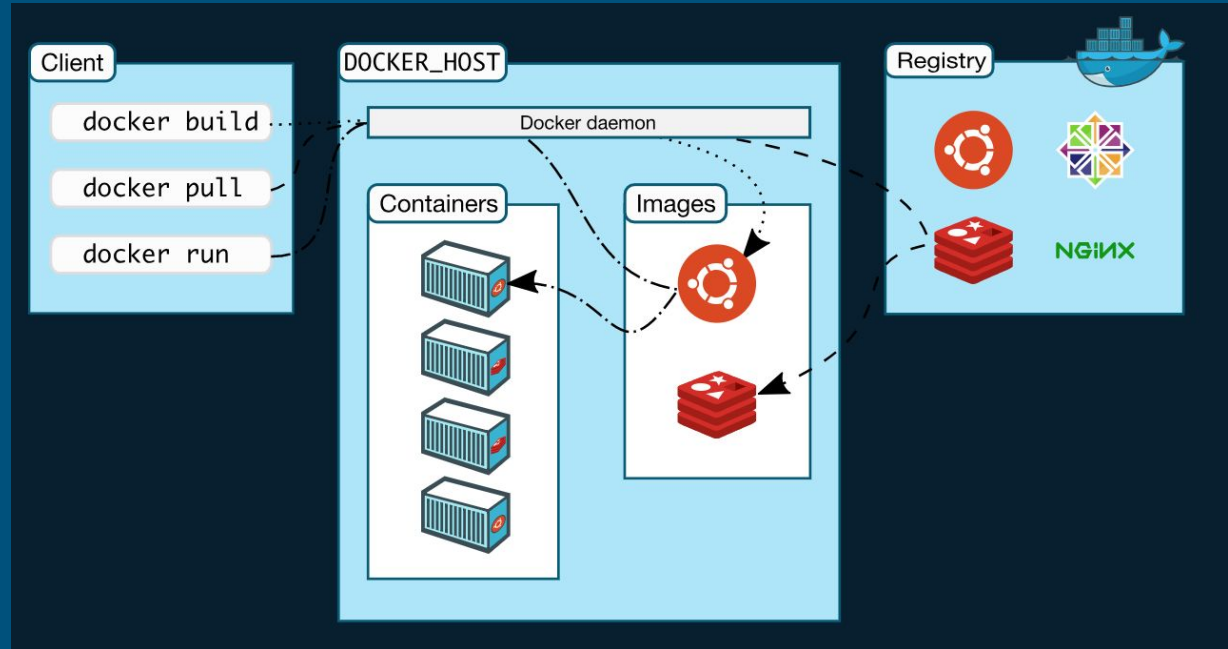 Client
docker build
docker pull
docker run
DOCKER_HOST
Docker daemon
Containers
Images
Registry
NGiNX